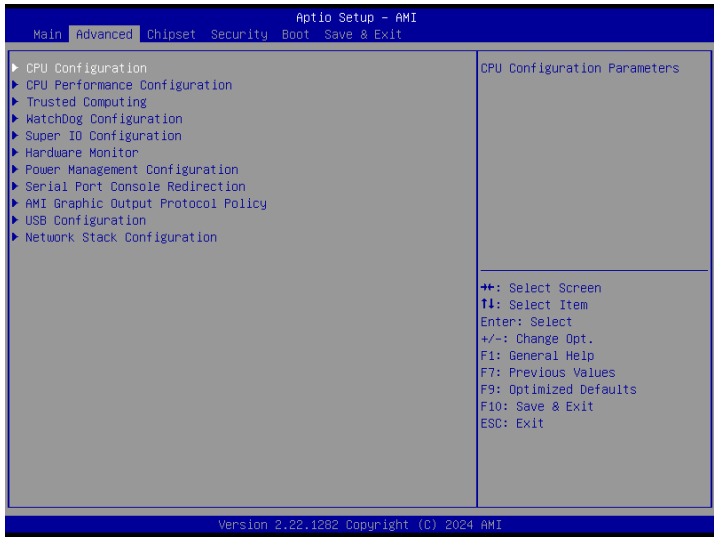 Aptio Setup – AMI
Main Advanced Chipset Security Boot Save & Exit
CPU Configuration
CPU Performance Configuration
Trusted Computing
WatchDog Configuration
Super IO Configuration
Hardware Monitor
Power Management Configuration
Serial Port Console Redirection
AMI Graphic Output Protocol Policy
USB Configuration
Network Stack Configuration
CPU Configuration Parameters
→←: Select Screen
↑↓: Select Item
Enter: Select
+/-: Change Opt.
F1: General Help
F7: Previous Values
F9: Optimized Defaults
F10: Save & Exit
ESC: Exit
Version 2.22.1282 Copyright (C) 2024 AMI